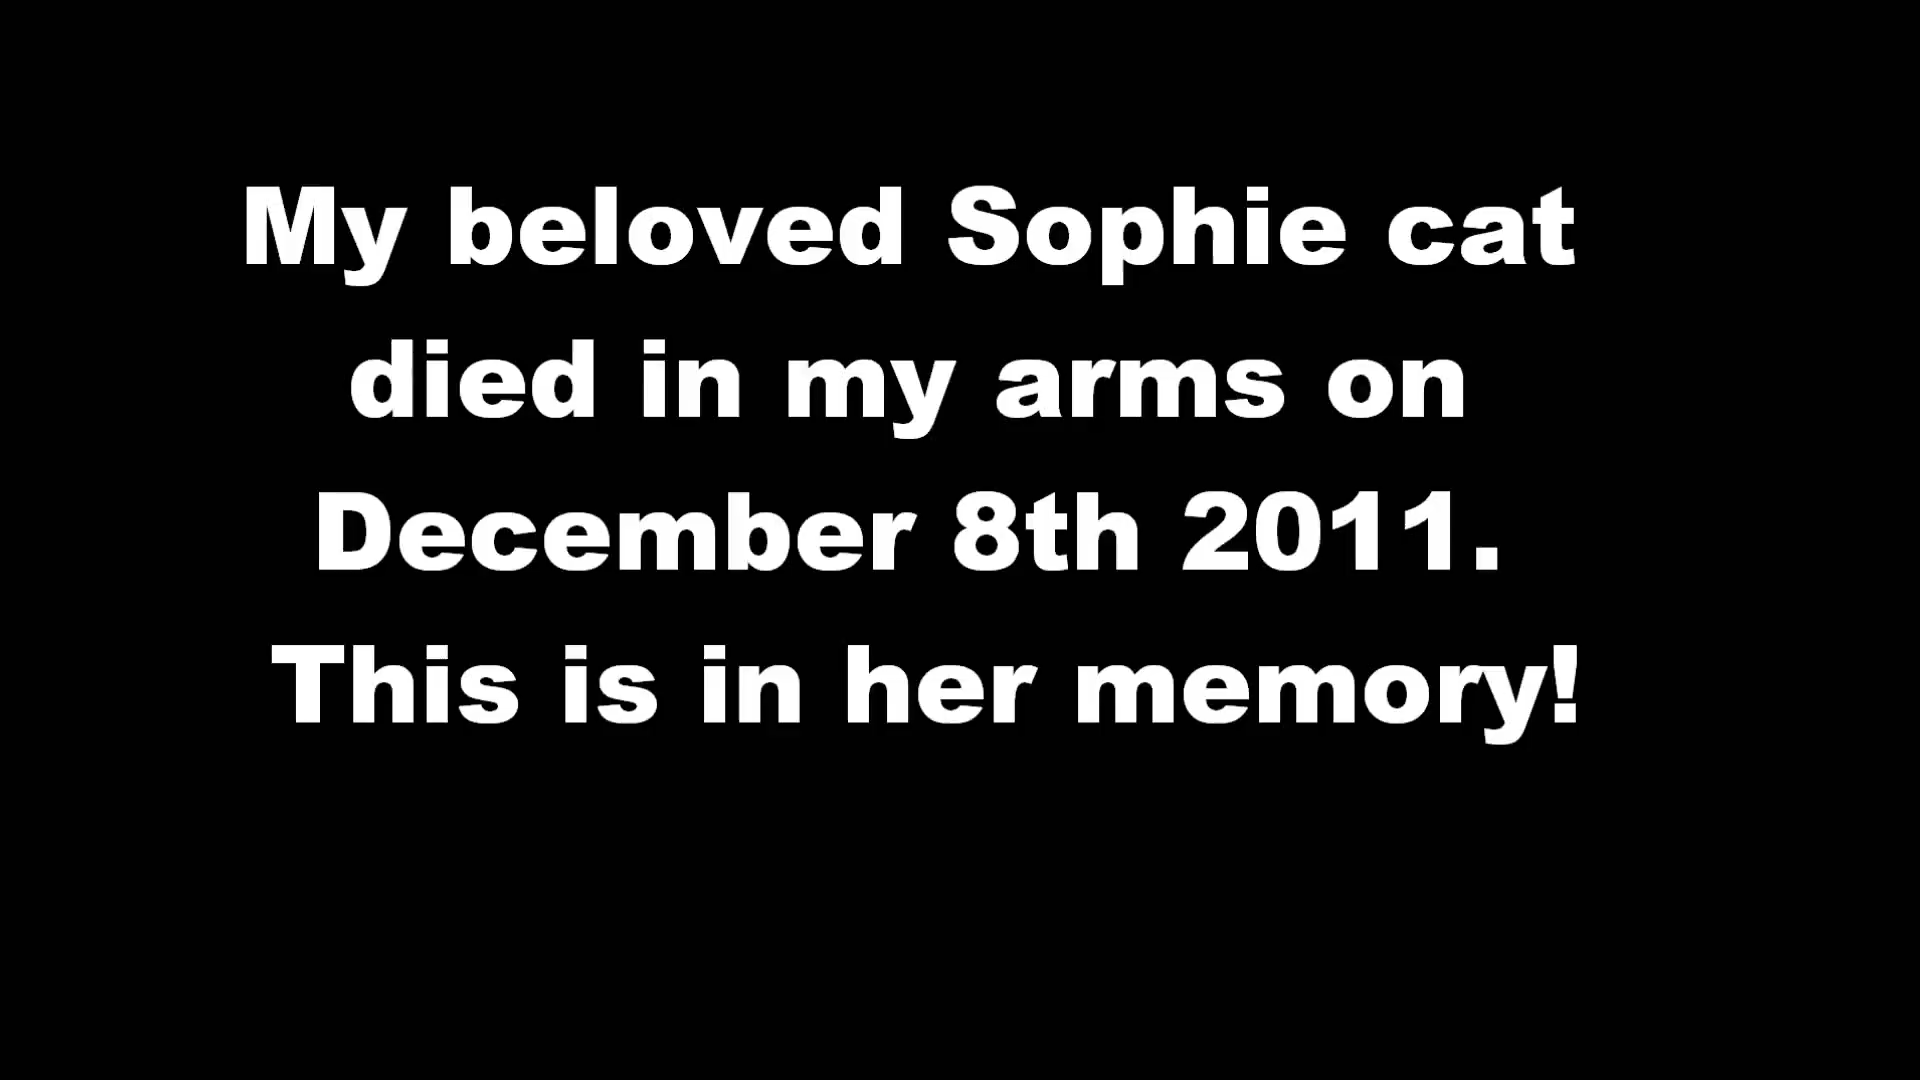 My beloved Sophie cat
died in my arms on
December 8th 2011.
This is in her memory!